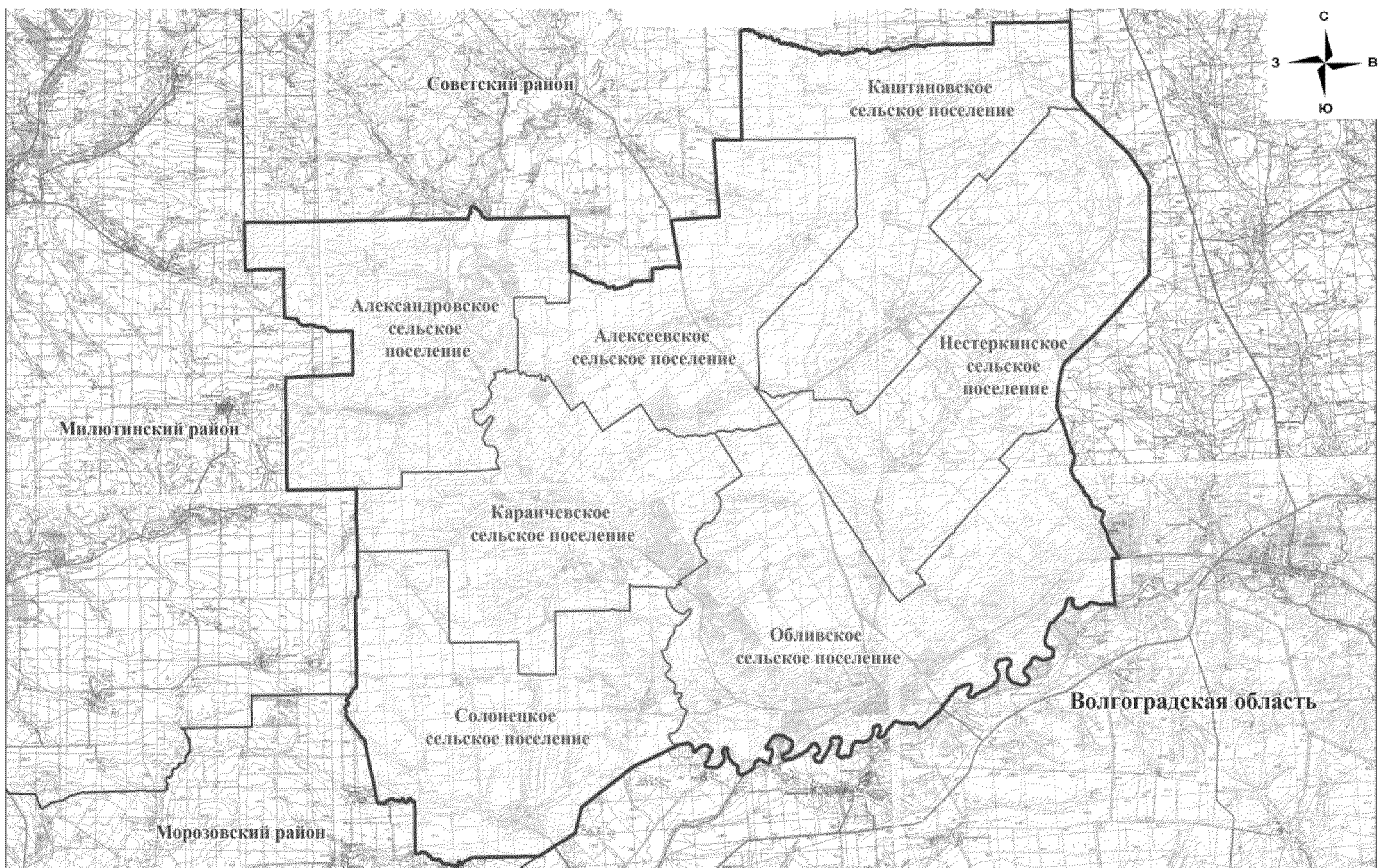 С
З
В
Ю
Советский район
Каштановское
сельское поселение
Александровское
сельское
поселение
Алексеевское
сельское поселение
Нестеркинское
сельское
поселение
Милютинский район
Караичевское
сельское поселение
Обливское
сельское поселение
Волгоградская область
Солонецкое
сельское поселение
Морозовский район